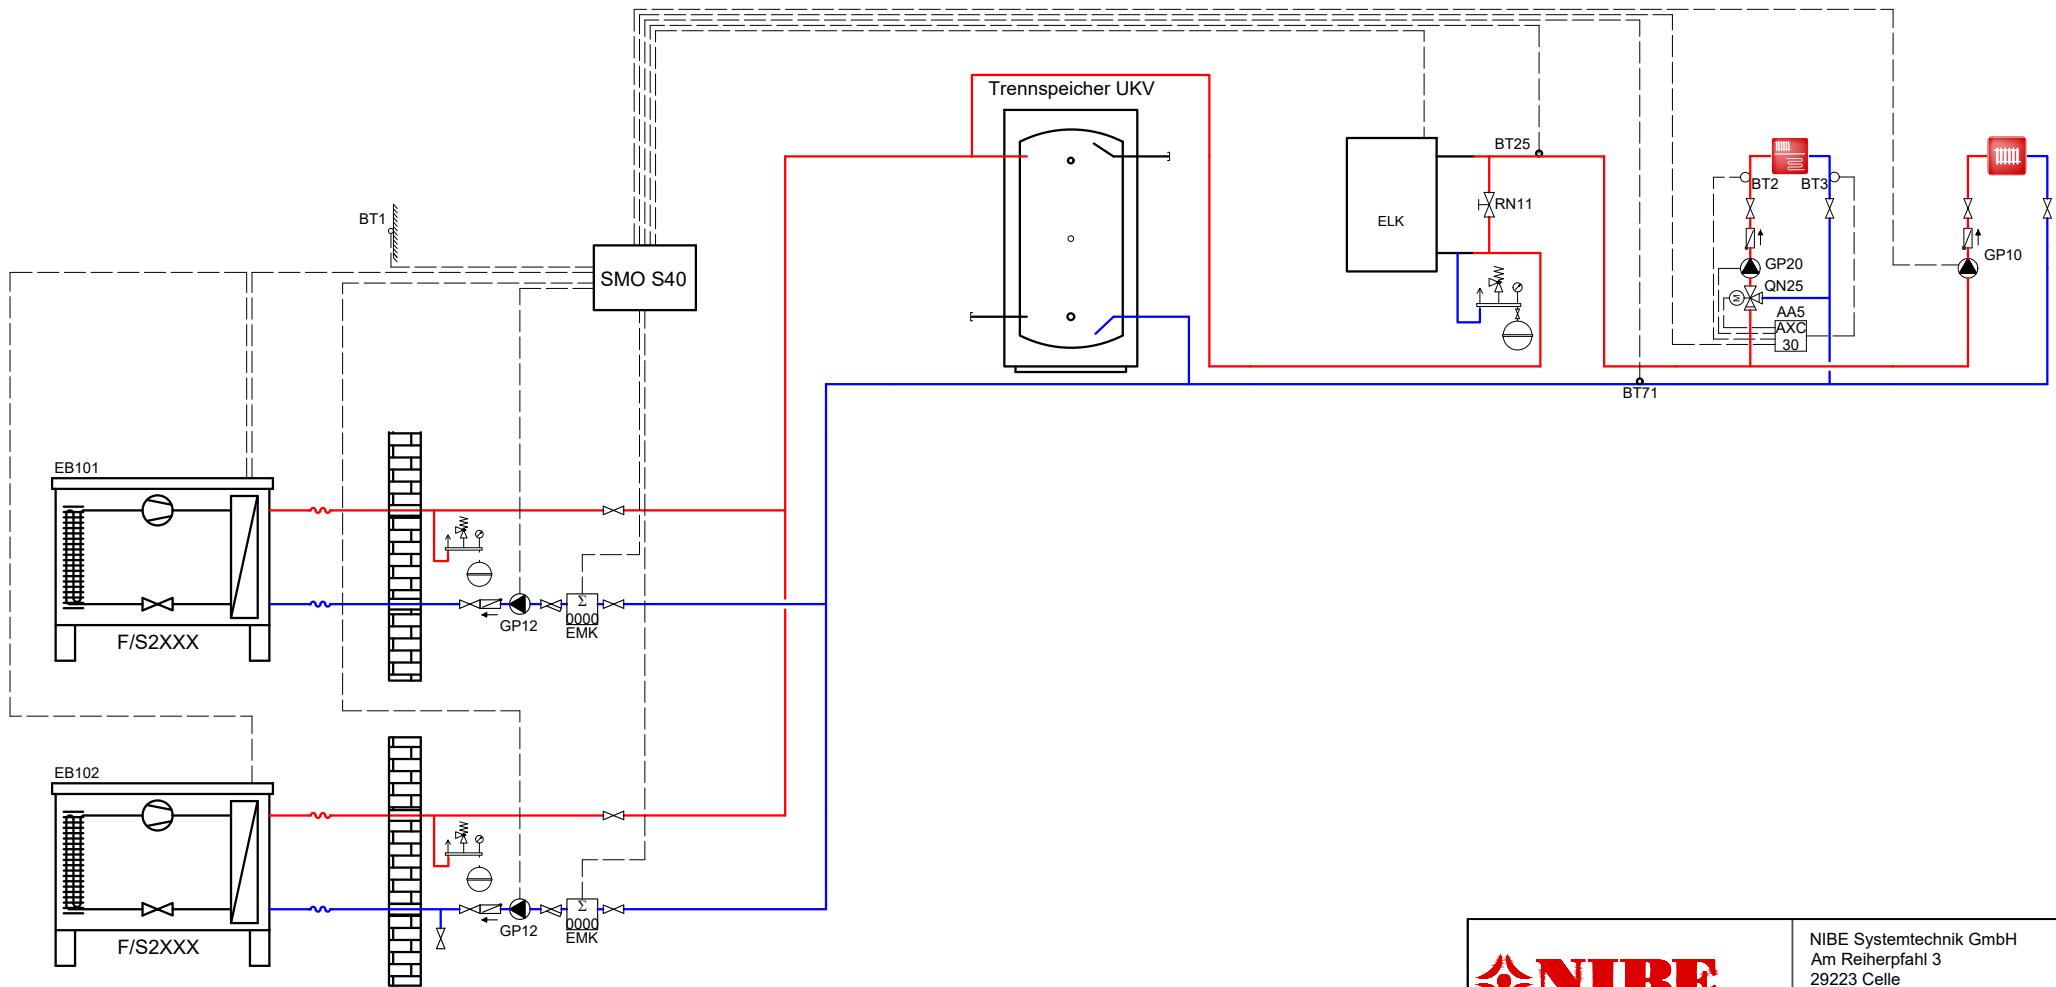 Trennspeicher UKV
BT25
BT2
BT3
RN11
BT1
ELK
GP20
GP10
SMO S40
M
QN25
AA5
AXC
30
BT71
EB101
Σ
0000
GP12
EMK
F/S2XXX
EB102
Σ
0000
GP12
EMK
F/S2XXX
NIBE
NIBE Systemtechnik GmbH
Am Reiherpfahl 3
29223 Celle